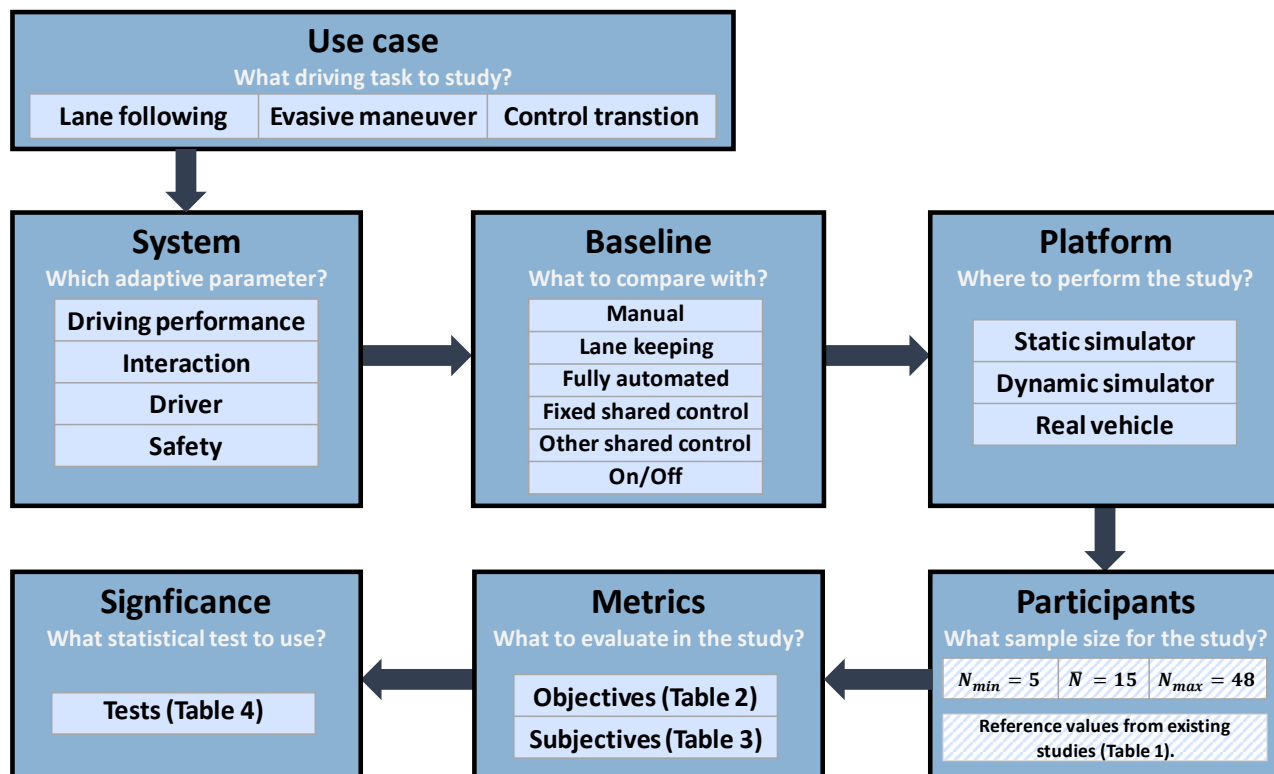 Use case
What driving task to study?
Lane following
Evasive maneuver
Control transtion
System
Which adaptive parameter?
Driving performance
Interaction
Driver
Safety
Baseline
What to compare with?
Manual
Lane keeping
Fully automated
Fixed shared control
Other shared control
On/Off
Platform
Where to perform the study?
Static simulator
Dynamic simulator
Real vehicle
Participants
What sample size for the study?
N_min = 5
N̄ = 15
N_max = 48
Reference values from existing
studies (Table 1).
Metrics
What to evaluate in the study?
Objectives (Table 2)
Subjectives (Table 3)
Signficance
What statistical test to use?
Tests (Table 4)